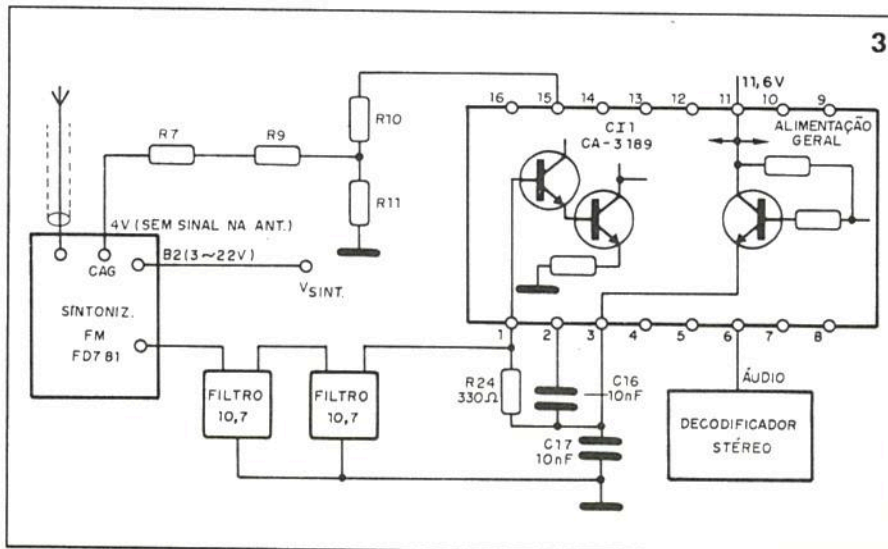 3
11,6V
16 15 14 13 12 11 10 9
R10
CI1
CA-3189
ALIMENTAÇÃO
GERAL
R7
R9
R11
4V (SEM SINAL NA ANT.)
CAG
B2(3~22V)
VSINT.
SINTONIZ.
FM
FD781
1 2 3 4 5 6 7 8
R24
330Ω
C16
10nF
ÁUDIO
FILTRO
10,7
FILTRO
10,7
C17
10nF
DECODIFICADOR
STÉREO